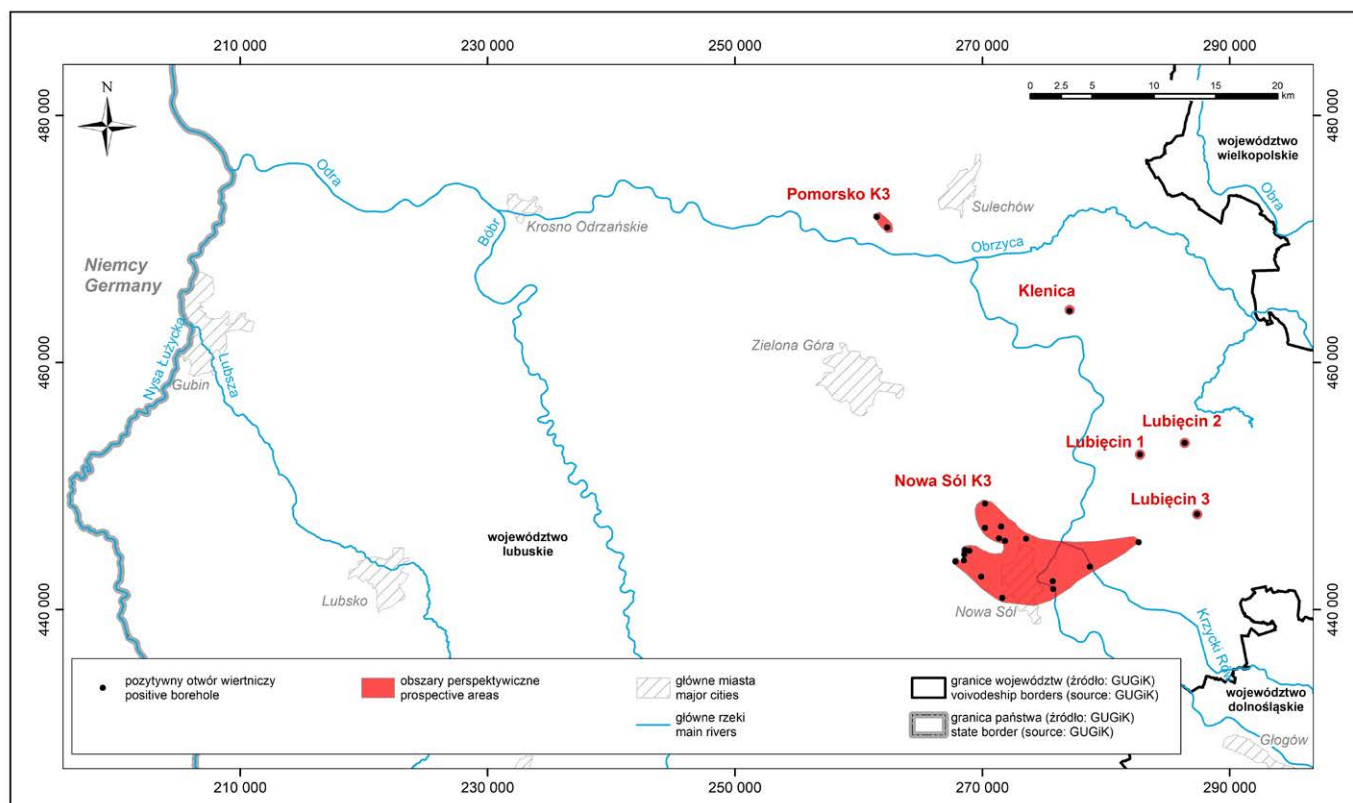 210 000
230 000
250 000
270 000
290 000
N
0 2.5 5 10 15 20
km
480 000
480 000
województwo
wielkopolskie
Odra
Pomorsko K3
Sulechów
Obra
Bóbr
Krosno Odrzańskie
Obrzyca
Niemcy
Germany
Klenica
Nysa Łużycka
Lubsza
Zielona Góra
460 000
460 000
Gubin
Lubięcin 2
Lubięcin 1
Nowa Sól K3
Lubięcin 3
województwo
lubuskie
Lubsko
Nowa Sól
440 000
440 000
Krzycki Rów
województwo
dolnośląskie
Głogów
pozytywny otwór wiertniczy
positive borehole
obszary perspektywiczne
prospective areas
główne miasta
major cities
główne rzeki
main rivers
granice województw (źródło: GUGiK)
voivodeship borders (source: GUGiK)
granica państwa (źródło: GUGiK)
state border (source: GUGiK)
210 000
230 000
250 000
270 000
290 000